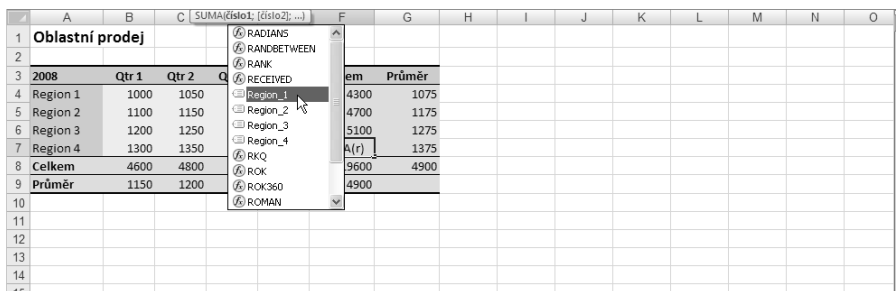 A B C SUMA(číslo1; [číslo2]; ...) F G H I J K L M N O
1 Oblastní prodej RADIANS
RANDBETWEEN
2 RANK
3 2008 Qtr 1 Qtr 2 Q RECEIVED em Průměr
4 Region 1 1000 1050 Region_1 4300 1075
5 Region 2 1100 1150 Region_2 4700 1175
6 Region 3 1200 1250 Region_3 5100 1275
7 Region 4 1300 1350 Region_4 A(r) 1375
RKQ
8 Celkem 4600 4800 ROK 9600 4900
9 Průměr 1150 1200 ROK360 4900
10 ROMAN
11
12
13
14
15